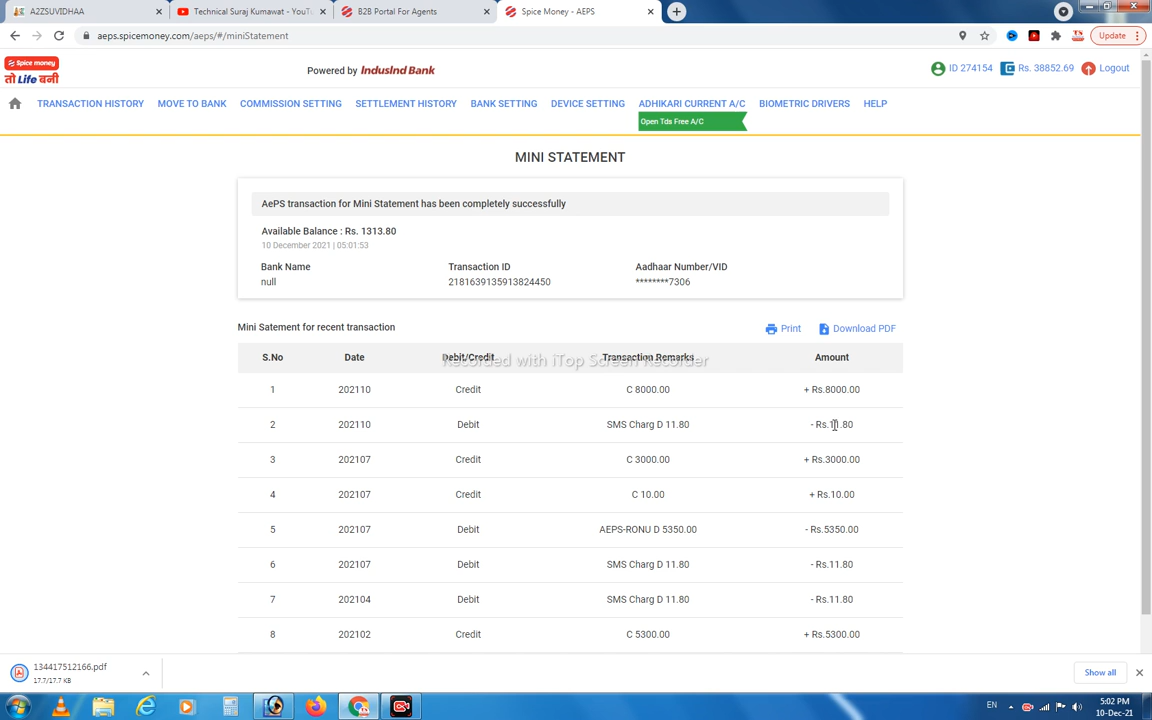 A2ZSUVIDHAA
Technical Suraj Kumawat - YouTu
B2B Portal For Agents
Spice Money - AEPS
aeps.spicemoney.com/aeps/#/miniStatement
Update
Spice money
तो Life बनी
Powered by IndusInd Bank
ID 274154
Rs. 38852.69
Logout
TRANSACTION HISTORY
MOVE TO BANK
COMMISSION SETTING
SETTLEMENT HISTORY
BANK SETTING
DEVICE SETTING
ADHIKARI CURRENT A/C
BIOMETRIC DRIVERS
HELP
Open Tds Free A/C
MINI STATEMENT
AePS transaction for Mini Statement has been completely successfully
Available Balance : Rs. 1313.80
10 December 2021 | 05:01:53
Bank Name Transaction ID Aadhaar Number/VID
null 2181639135913824450 ********7306
Mini Satement for recent transaction
Print
Download PDF
S.No Date Debit/Credit Transaction Remarks Amount
Recorded with iTop Screen Recorder
1 202110 Credit C 8000.00 + Rs.8000.00
2 202110 Debit SMS Charg D 11.80 - Rs.11.80
3 202107 Credit C 3000.00 + Rs.3000.00
4 202107 Credit C 10.00 + Rs.10.00
5 202107 Debit AEPS-RONU D 5350.00 - Rs.5350.00
6 202107 Debit SMS Charg D 11.80 - Rs.11.80
7 202104 Debit SMS Charg D 11.80 - Rs.11.80
8 202102 Credit C 5300.00 + Rs.5300.00
134417512166.pdf
17.7/17.7 KB
Show all
EN
5:02 PM
10-Dec-21